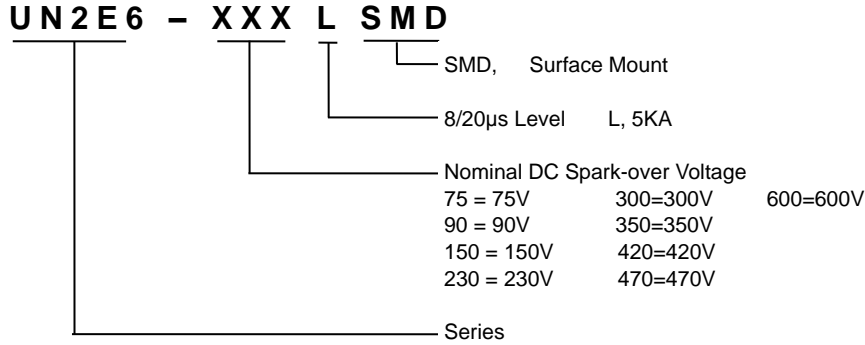 UN2E6 – XXX L SMD
SMD, Surface Mount
8/20µs Level L, 5KA
Nominal DC Spark-over Voltage
75 = 75V 300=300V 600=600V
90 = 90V 350=350V
150 = 150V 420=420V
230 = 230V 470=470V
Series